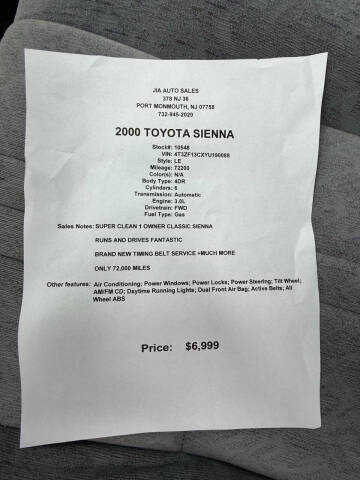 JIA AUTO SALES
378 NJ 36
PORT MONMOUTH, NJ 07758
732-945-2020
2000 TOYOTA SIENNA
Stock#: 10548
VIN: 4T3ZF13CXYU190088
Style: LE
Mileage: 72200
Color(s): N/A
Body Type: 4DR
Cylinders: 6
Transmission: Automatic
Engine: 3.0L
Drivetrain: FWD
Fuel Type: Gas
Sales Notes: SUPER CLEAN 1 OWNER CLASSIC SIENNA
RUNS AND DRIVES FANTASTIC
BRAND NEW TIMING BELT SERVICE +MUCH MORE
ONLY 72,000 MILES
Other features: Air Conditioning; Power Windows; Power Locks; Power Steering; Tilt Wheel;
AM/FM CD; Daytime Running Lights; Dual Front Air Bag; Active Belts; All
Wheel ABS
Price: $6,999